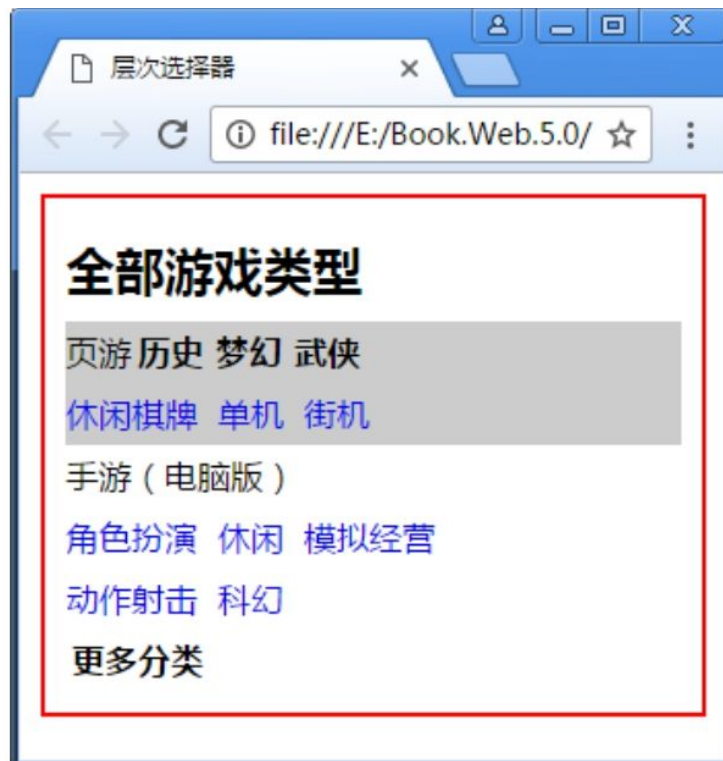 层次选择器
file:///E:/Book.Web.5.0/
全部游戏类型
页游 历史 梦幻 武侠
休闲棋牌 单机 街机
手游（电脑版）
角色扮演 休闲 模拟经营
动作射击 科幻
更多分类